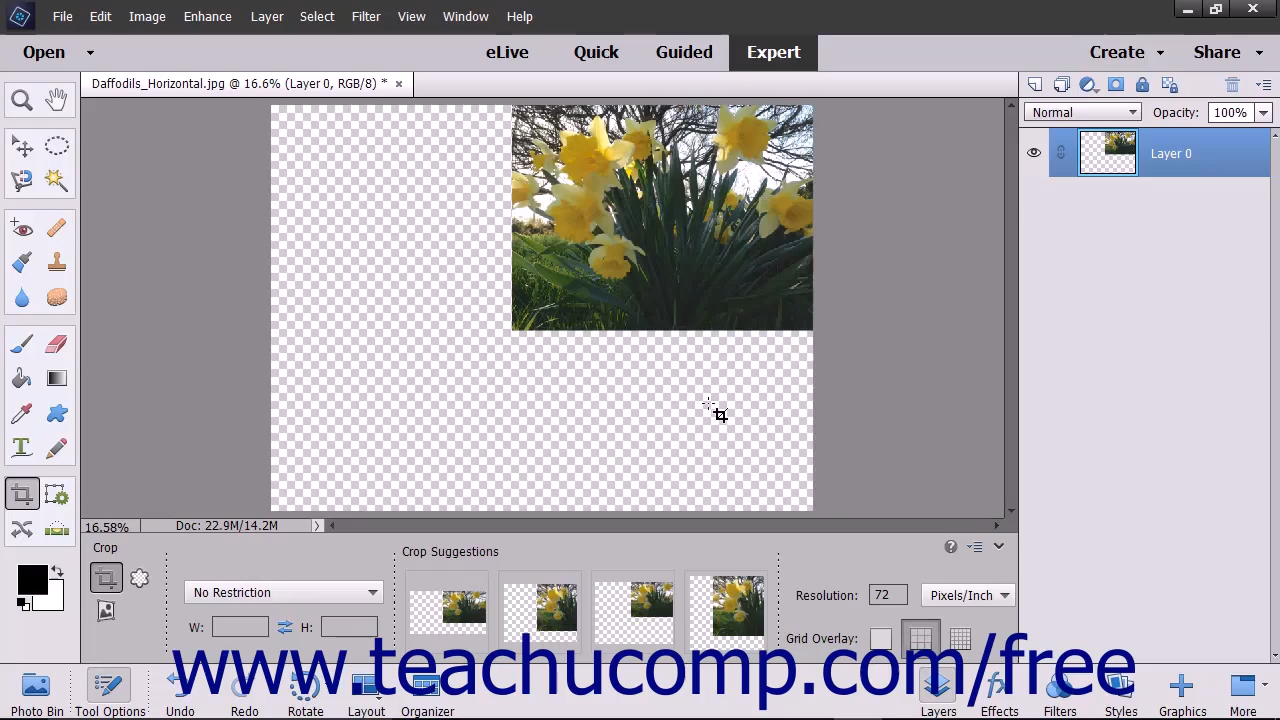 File Edit Image Enhance Layer Select Filter View Window Help
Open eLive Quick Guided Expert Create Share
Daffodils_Horizontal.jpg @ 16.6% (Layer 0, RGB/8) *
Normal Opacity: 100%
Layer 0
16.58% Doc: 22.9M/14.2M
Crop Crop Suggestions
No Restriction Resolution: 72 Pixels/Inch
W: H: Grid Overlay:
www.teachucomp.com/free
Photo Bin Tool Options Undo Redo Rotate Layout Organizer Layers Effects Filters Styles Graphics More